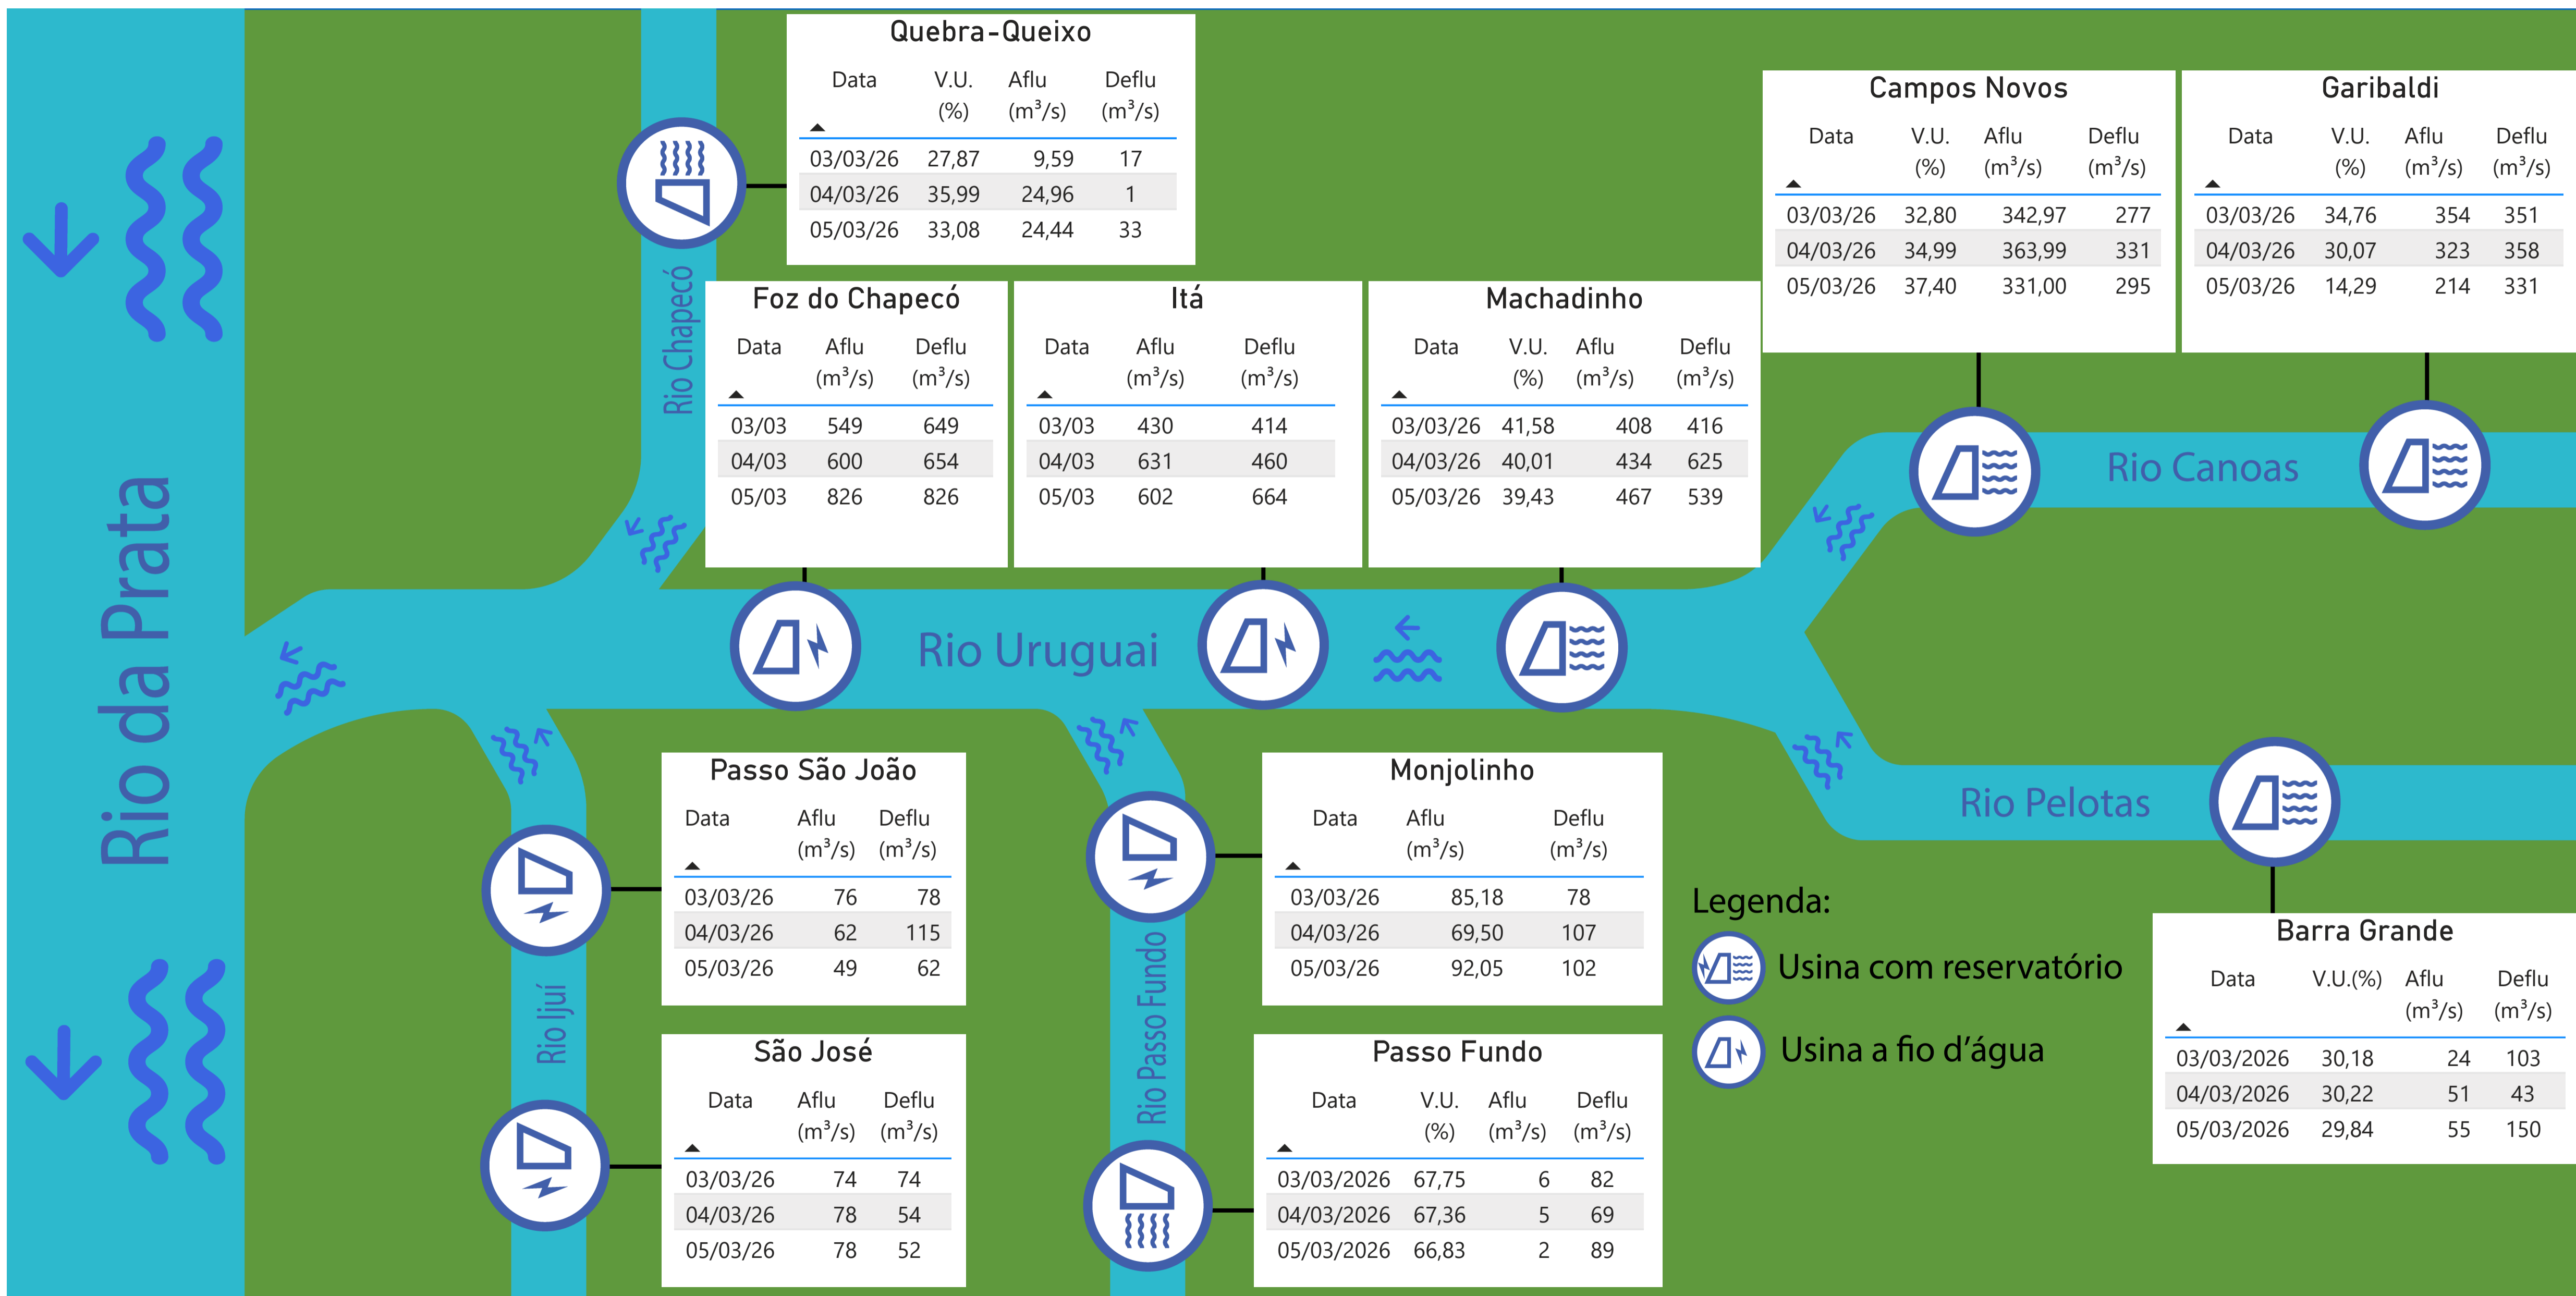 Quebra-Queixo
Data V.U. (%) Aflu (m³/s) Deflu (m³/s)
03/03/26 27,87 9,59 17
04/03/26 35,99 24,96 1
05/03/26 33,08 24,44 33
Campos Novos
Data V.U. (%) Aflu (m³/s) Deflu (m³/s)
03/03/26 32,80 342,97 277
04/03/26 34,99 363,99 331
05/03/26 37,40 331,00 295
Garibaldi
Data V.U. (%) Aflu (m³/s) Deflu (m³/s)
03/03/26 34,76 354 351
04/03/26 30,07 323 358
05/03/26 14,29 214 331
Rio Chapecó
Foz do Chapecó
Data Aflu (m³/s) Deflu (m³/s)
03/03 549 649
04/03 600 654
05/03 826 826
Itá
Data Aflu (m³/s) Deflu (m³/s)
03/03 430 414
04/03 631 460
05/03 602 664
Machadinho
Data V.U. (%) Aflu (m³/s) Deflu (m³/s)
03/03/26 41,58 408 416
04/03/26 40,01 434 625
05/03/26 39,43 467 539
Rio Canoas
Rio da Prata
Rio Uruguai
Rio Pelotas
Passo São João
Data Aflu (m³/s) Deflu (m³/s)
03/03/26 76 78
04/03/26 62 115
05/03/26 49 62
Monjolinho
Data Aflu (m³/s) Deflu (m³/s)
03/03/26 85,18 78
04/03/26 69,50 107
05/03/26 92,05 102
Rio Ijuí
São José
Data Aflu (m³/s) Deflu (m³/s)
03/03/26 74 74
04/03/26 78 54
05/03/26 78 52
Rio Passo Fundo
Passo Fundo
Data V.U. (%) Aflu (m³/s) Deflu (m³/s)
03/03/2026 67,75 6 82
04/03/2026 67,36 5 69
05/03/2026 66,83 2 89
Legenda:
Usina com reservatório
Usina a fio d'água
Barra Grande
Data V.U.(%) Aflu (m³/s) Deflu (m³/s)
03/03/2026 30,18 24 103
04/03/2026 30,22 51 43
05/03/2026 29,84 55 150